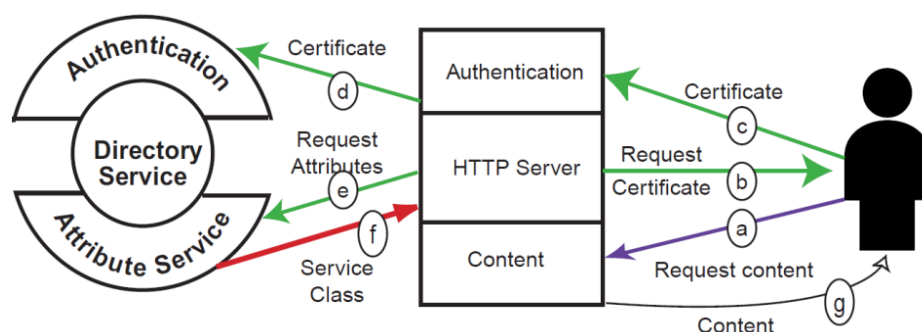 Authentication
Directory
Service
Attribute Service
Certificate
d
Request
Attributes
e
f
Service
Class
Authentication
HTTP Server
Content
Certificate
c
Request
Certificate
b
a
Request content
g
Content